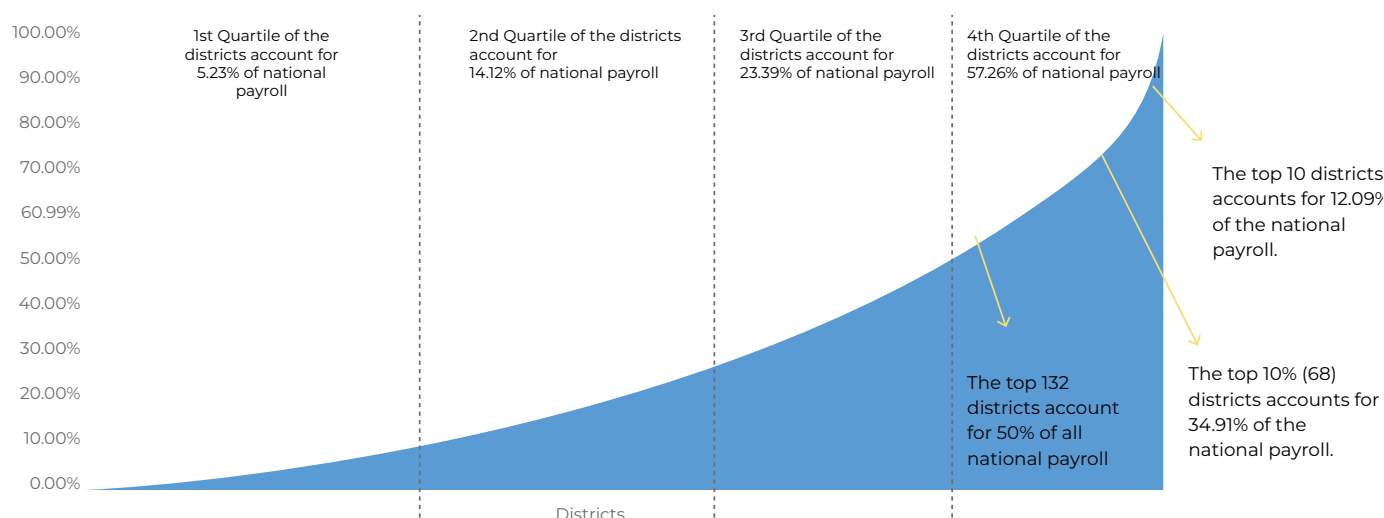 100.00%
90.00%
80.00%
70.00%
60.99%
50.00%
40.00%
30.00%
20.00%
10.00%
0.00%
1st Quartile of the
districts account for
5.23% of national
payroll
2nd Quartile of the districts
account for
14.12% of national payroll
3rd Quartile of the
districts account for
23.39% of national payroll
4th Quartile of the
districts account for
57.26% of national payroll
The top 10 districts
accounts for 12.09%
of the national
payroll.
The top 132
districts account
for 50% of all
national payroll
The top 10% (68)
districts accounts for
34.91% of the
national payroll.
Districts